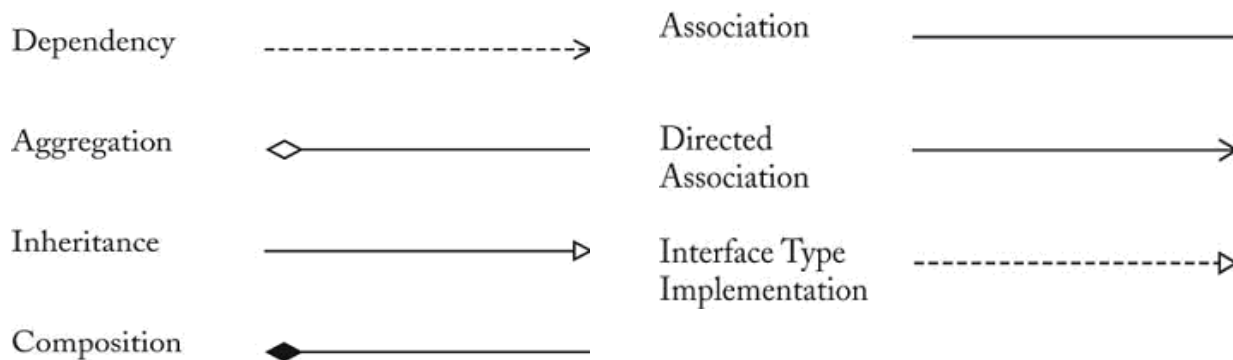 Dependency
Aggregation
Inheritance
Composition
Association
Directed
Association
Interface Type
Implementation